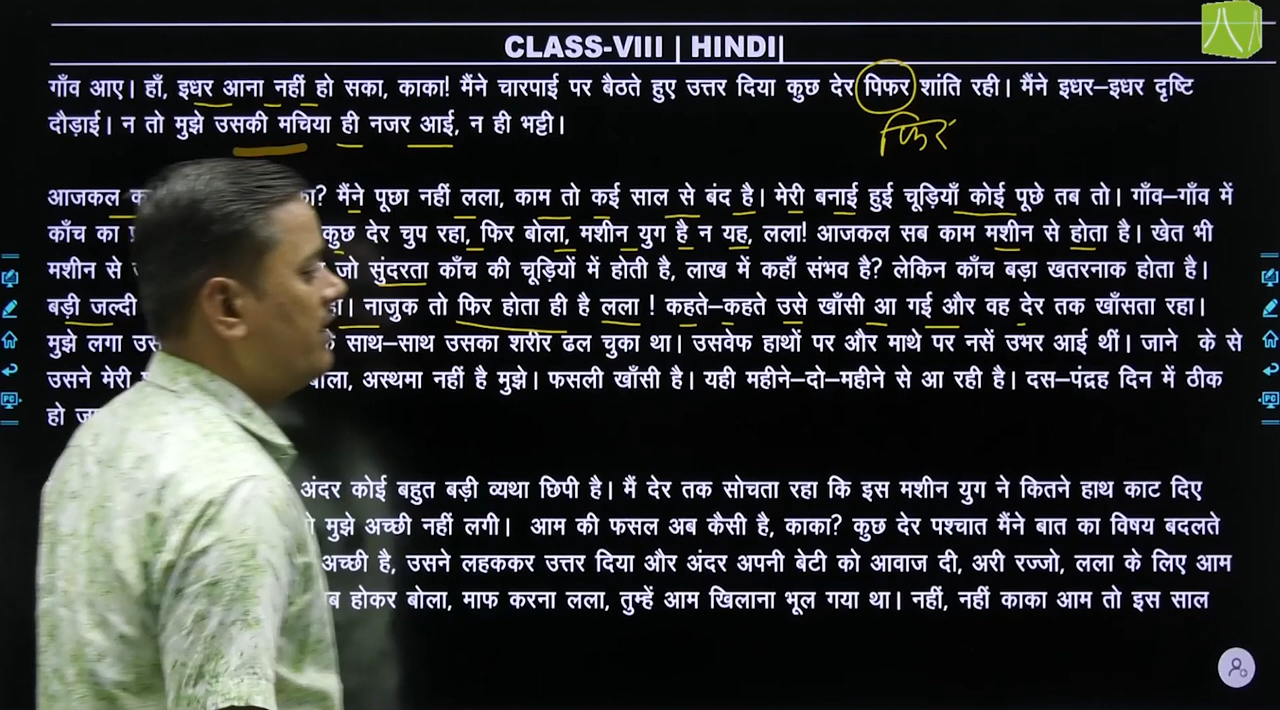 CLASS-VIII | HINDI|
गाँव आए। हाँ, इधर आना नहीं हो सका, काका! मैंने चारपाई पर बैठते हुए उत्तर दिया कुछ देर पिफर शांति रही। मैंने इधर–इधर दृष्टि
फिर
दौड़ाई। न तो मुझे उसकी मचिया ही नजर आई, न ही भट्टी।
आजकल मैंने पूछा नहीं लला, काम तो कई साल से बंद है। मेरी बनाई हुई चूड़ियाँ कोई पूछे तब तो। गाँव–गाँव में
काँच का कुछ देर चुप रहा, फिर बोला, मशीन युग है न यह, लला! आजकल सब काम मशीन से होता है। खेत भी
मशीन से जो सुंदरता काँच की चूड़ियों में होती है, लाख में कहाँ संभव है? लेकिन काँच बड़ा खतरनाक होता है।
बड़ी जल्दी नाजुक तो फिर होता ही है लला ! कहते–कहते उसे खाँसी आ गई और वह देर तक खाँसता रहा।
मुझे लगा साथ–साथ उसका शरीर ढल चुका था। उसवेफ हाथों पर और माथे पर नसें उभर आई थीं। जाने के से
उसने मेरी अस्थमा नहीं है मुझे। फसली खाँसी है। यही महीने–दो–महीने से आ रही है। दस–पंद्रह दिन में ठीक
हो
अंदर कोई बहुत बड़ी व्यथा छिपी है। मैं देर तक सोचता रहा कि इस मशीन युग ने कितने हाथ काट दिए
मुझे अच्छी नहीं लगी। आम की फसल अब कैसी है, काका? कुछ देर पश्चात मैंने बात का विषय बदलते
अच्छी है, उसने लहककर उत्तर दिया और अंदर अपनी बेटी को आवाज दी, अरी रज्जो, लला के लिए आम
होकर बोला, माफ करना लला, तुम्हें आम खिलाना भूल गया था। नहीं, नहीं काका आम तो इस साल